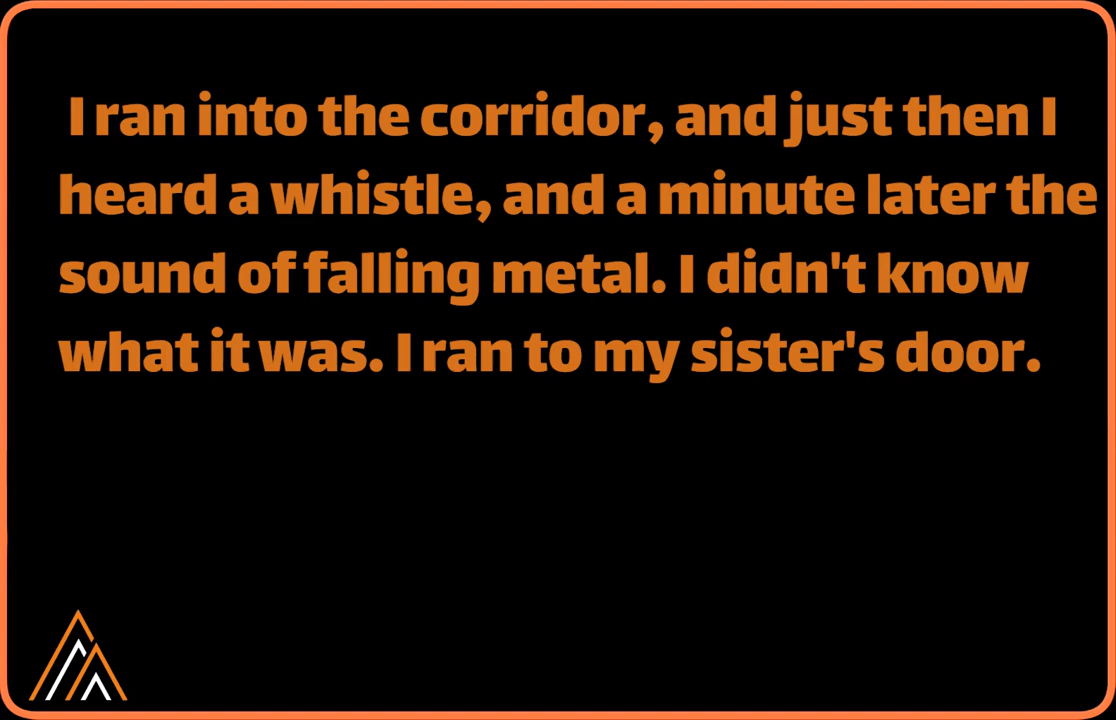 I ran into the corridor, and just then I
heard a whistle, and a minute later the
sound of falling metal. I didn't know
what it was. I ran to my sister's door.